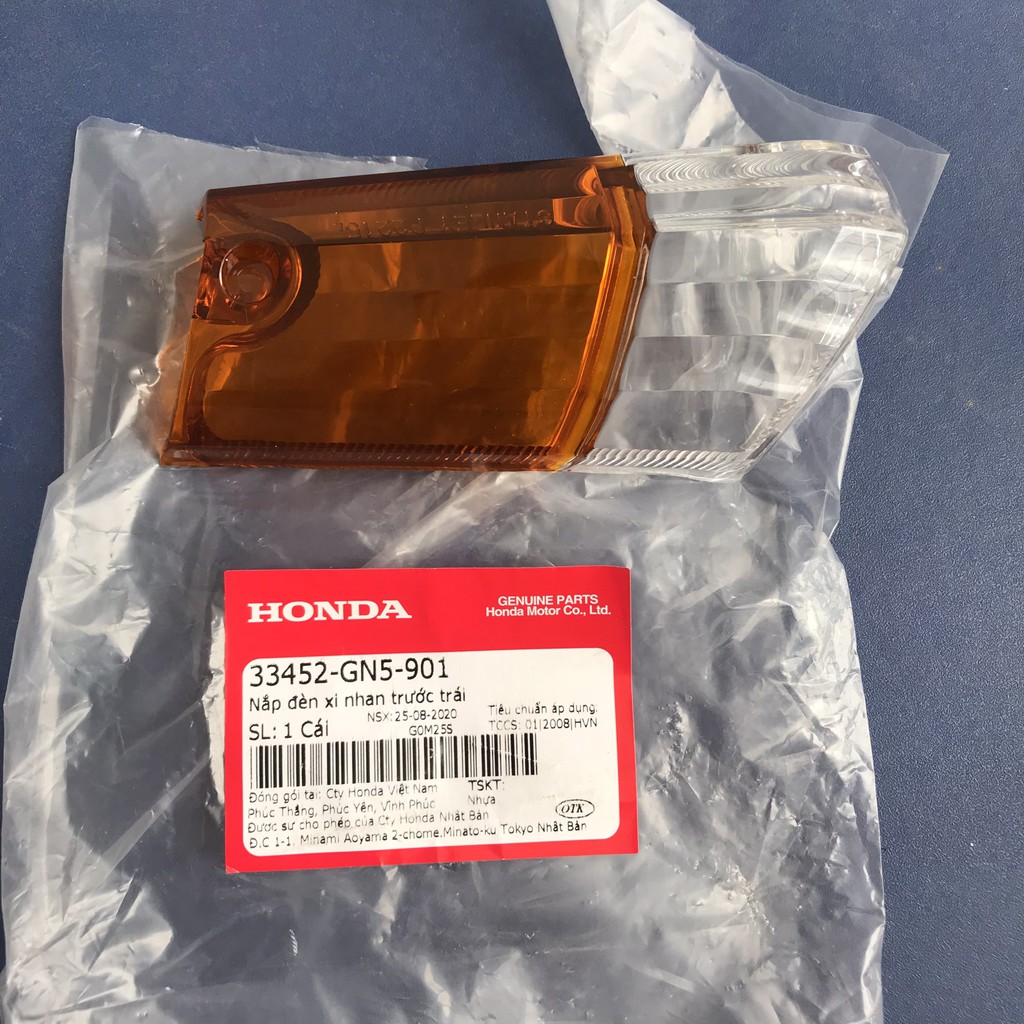 STANLEY
HONDA
GENUINE PARTS
Honda Motor Co., Ltd.
33452-GN5-901
Nắp đèn xi nhan trước trái
SL: 1 Cái
NSX: 25-08-2020
G0M25S
Tiêu chuẩn áp dụng:
TCCS: 01|2008|HVN
Đóng gói tại: Cty Honda Việt Nam
Phúc Thắng, Phúc Yên, Vĩnh Phúc
TSKT:
Nhựa
Được sự cho phép của Cty Honda Nhật Bản
Đ.C 1-1, Minami Aoyama 2-chome,Minato-ku Tokyo Nhật Bản
OTK